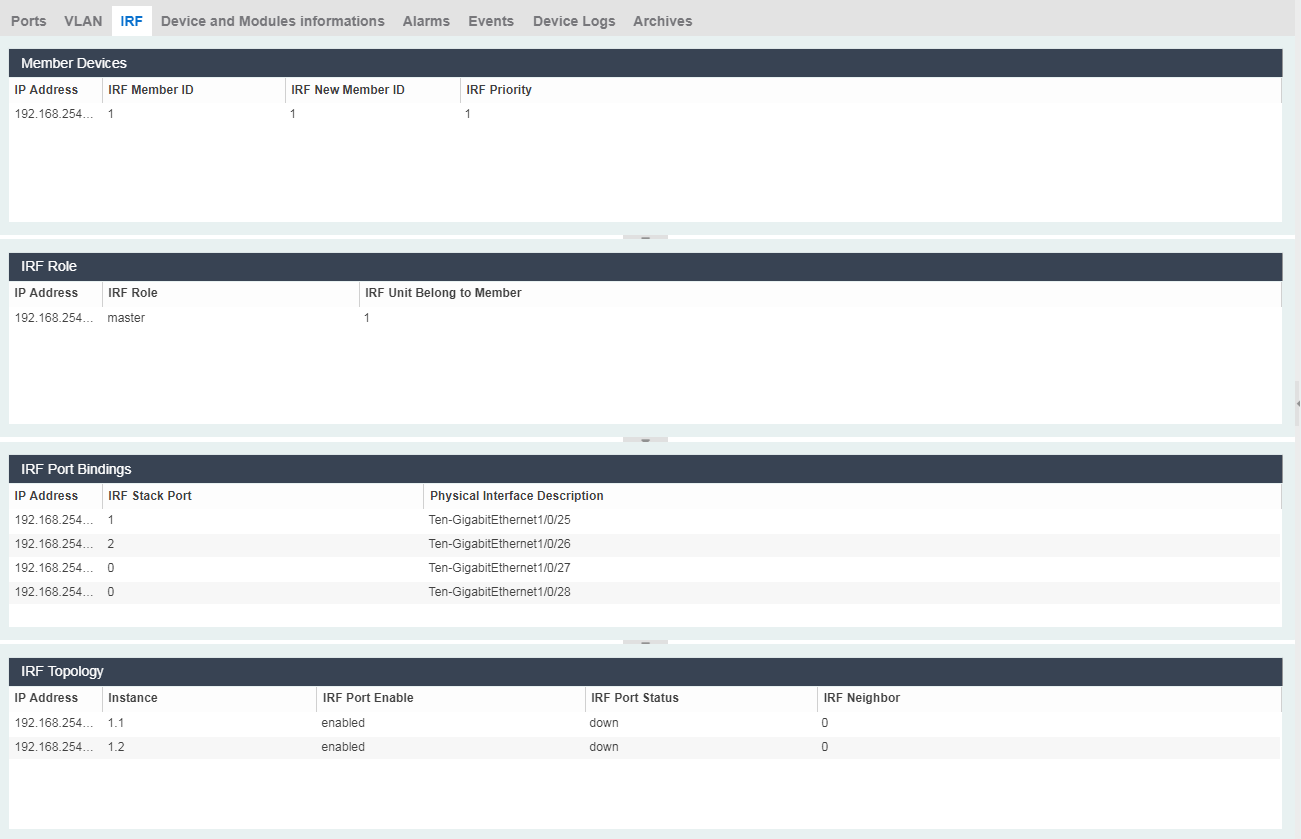 Ports VLAN IRF Device and Modules informations Alarms Events Device Logs Archives
Member Devices
IP Address IRF Member ID IRF New Member ID IRF Priority
192.168.254... 1 1 1
IRF Role
IP Address IRF Role IRF Unit Belong to Member
192.168.254... master 1
IRF Port Bindings
IP Address IRF Stack Port Physical Interface Description
192.168.254... 1 Ten-GigabitEthernet1/0/25
192.168.254... 2 Ten-GigabitEthernet1/0/26
192.168.254... 0 Ten-GigabitEthernet1/0/27
192.168.254... 0 Ten-GigabitEthernet1/0/28
IRF Topology
IP Address Instance IRF Port Enable IRF Port Status IRF Neighbor
192.168.254... 1.1 enabled down 0
192.168.254... 1.2 enabled down 0